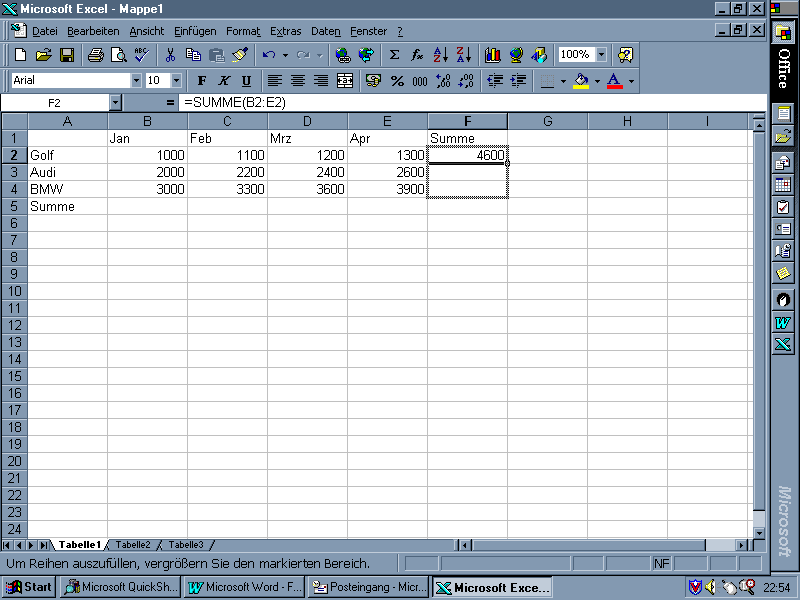 Microsoft Excel - Mappe1
Datei Bearbeiten Ansicht Einfügen Format Extras Daten Fenster ?
ABC Σ fx A Z Z A 100% ?
Arial 10 F K U % 000
F2 = =SUMME(B2:E2)
A B C D E F G H I
1 Jan Feb Mrz Apr Summe
2 Golf 1000 1100 1200 1300 4600
3 Audi 2000 2200 2400 2600
4 BMW 3000 3300 3600 3900
5 Summe
6
7
8
9
10
11
12
13
14
15
16
17
18
19
20
21
22
23
24
Tabelle1 Tabelle2 Tabelle3
Um Reihen auszufüllen, vergrößern Sie den markierten Bereich. NF
Start Microsoft QuickSh... Microsoft Word - F... Posteingang - Micr... Microsoft Exce... 22:54
Office
Microsoft